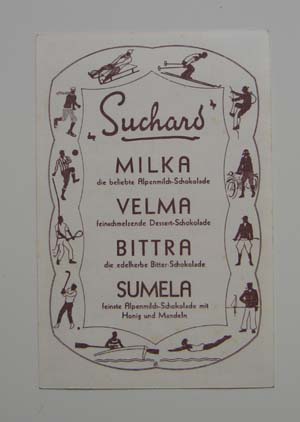 „Suchard"
MILKA
die beliebte Alpenmilch-Schokolade
VELMA
feinschmelzende Dessert-Schokolade
BITTRA
die edelherbe Bitter-Schokolade
SUMELA
feinste Alpenmilch-Schokolade mit
Honig und Mandeln